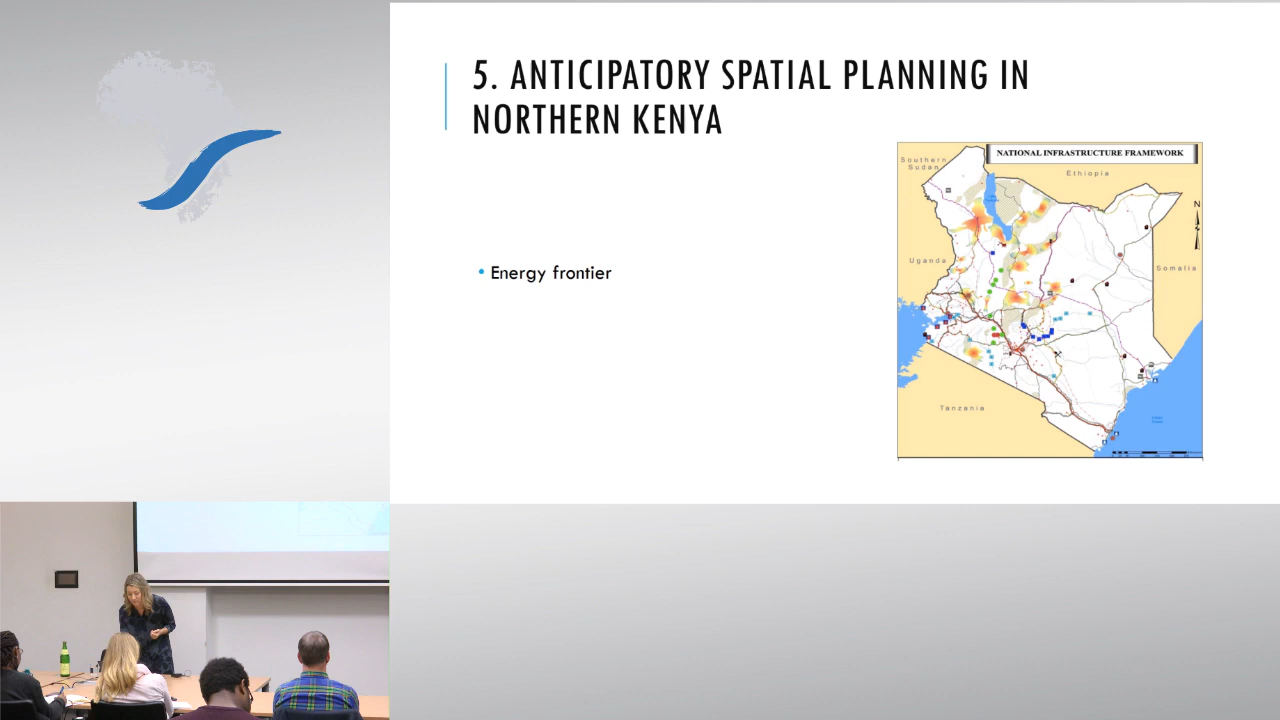 5. ANTICIPATORY SPATIAL PLANNING IN
NORTHERN KENYA
• Energy frontier
NATIONAL INFRASTRUCTURE FRAMEWORK
Southern
Sudan
Ethiopia
N
Uganda
Somalia
Tanzania